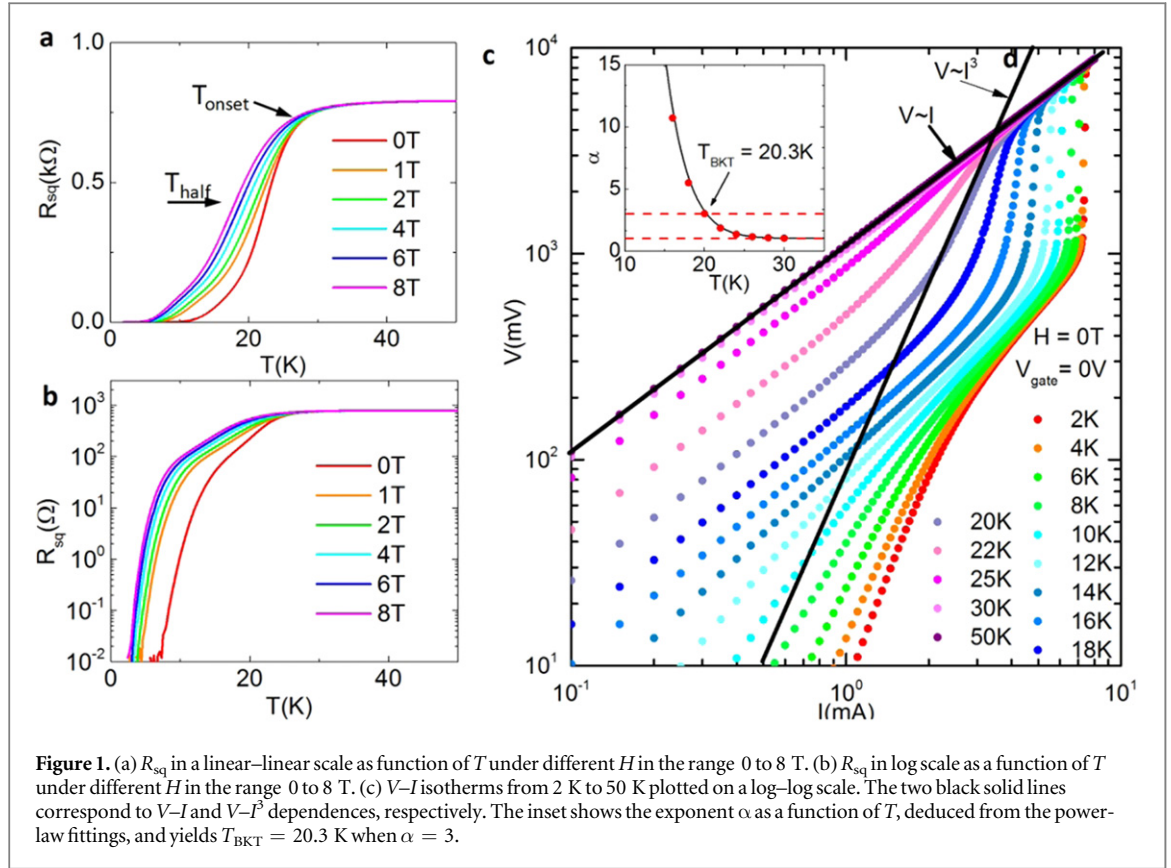 a
R_sq(kΩ)
1.0
0.5
0.0
T_onset
T_half
0T
1T
2T
4T
6T
8T
0
20
40
T(K)
b
R_sq(Ω)
10^3
10^2
10^1
10^0
10^-1
10^-2
0T
1T
2T
4T
6T
8T
0
20
40
T(K)
c
d
V(mV)
10^4
10^3
10^2
10^1
α
15
10
5
0
T_BKT = 20.3K
10
20
30
T(K)
V~I^3
V~I
H = 0T
V_gate = 0V
20K
22K
25K
30K
50K
2K
4K
6K
8K
10K
12K
14K
16K
18K
10^-1
10^0
10^1
I(mA)
Figure 1. (a) R_sq in a linear–linear scale as function of T under different H in the range 0 to 8 T. (b) R_sq in log scale as a function of T
under different H in the range 0 to 8 T. (c) V–I isotherms from 2 K to 50 K plotted on a log–log scale. The two black solid lines
correspond to V–I and V–I^3 dependences, respectively. The inset shows the exponent α as a function of T, deduced from the power-
law fittings, and yields T_BKT = 20.3 K when α = 3.